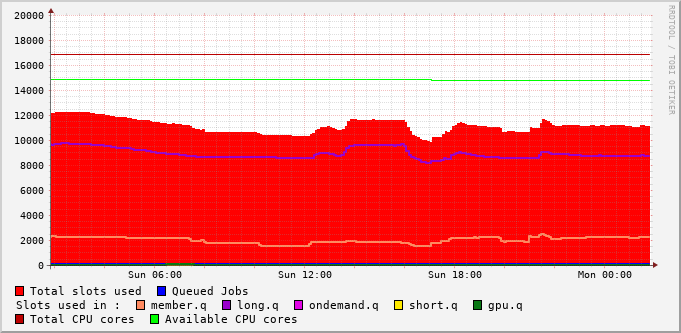 20000
18000
16000
14000
12000
10000
8000
6000
4000
2000
0
Sun 06:00 Sun 12:00 Sun 18:00 Mon 00:00
Total slots used Queued Jobs
Slots used in : member.q long.q ondemand.q short.q gpu.q
Total CPU cores Available CPU cores
RRDTOOL / TOBI OETIKER